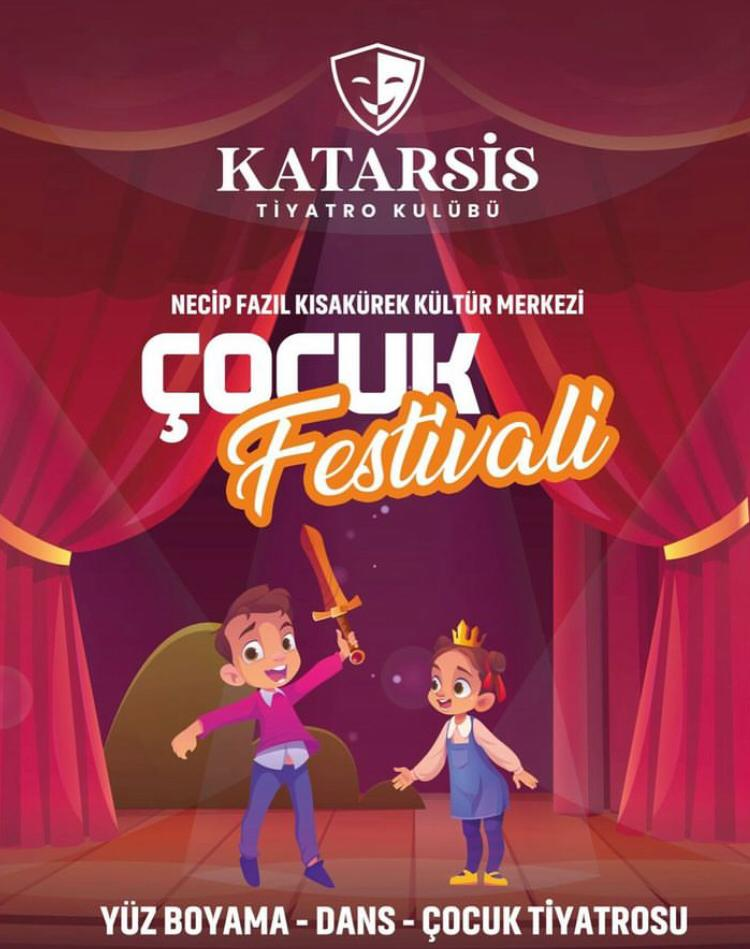 KATARSİS
TİYATRO KULÜBÜ
NECİP FAZIL KISAKÜREK KÜLTÜR MERKEZİ
ÇOCUK
Festivali
YÜZ BOYAMA - DANS - ÇOCUK TİYATROSU